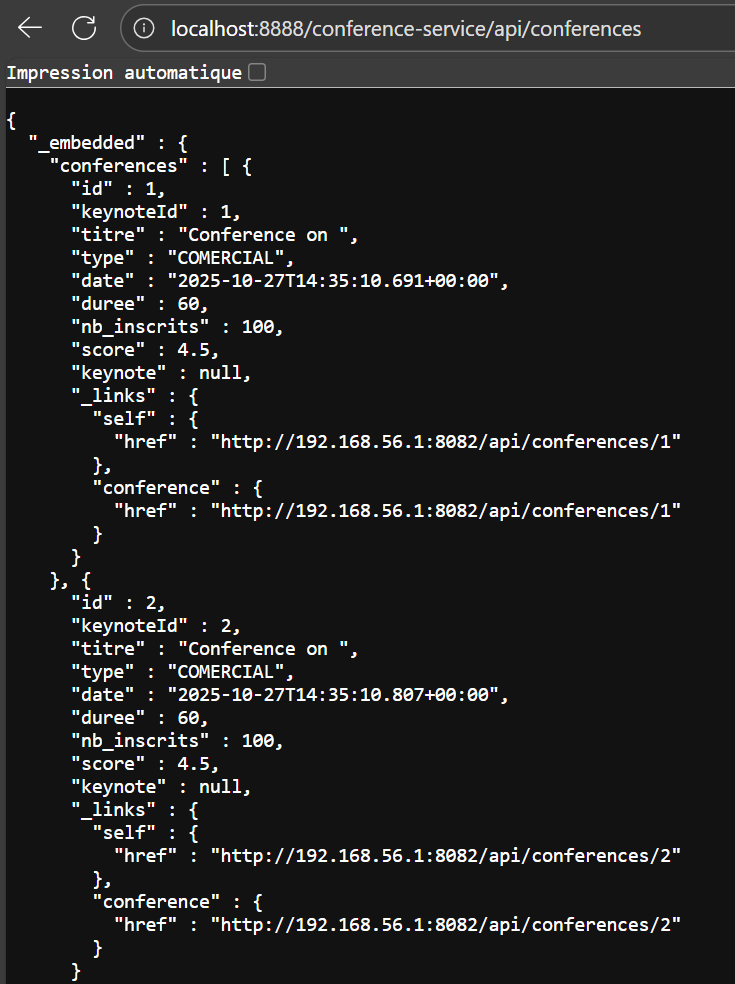 localhost:8888/conference-service/api/conferences
Impression automatique
{
  "_embedded" : {
    "conferences" : [ {
      "id" : 1,
      "keynoteId" : 1,
      "titre" : "Conference on ",
      "type" : "COMERCIAL",
      "date" : "2025-10-27T14:35:10.691+00:00",
      "duree" : 60,
      "nb_inscrits" : 100,
      "score" : 4.5,
      "keynote" : null,
      "_links" : {
        "self" : {
          "href" : "http://192.168.56.1:8082/api/conferences/1"
        },
        "conference" : {
          "href" : "http://192.168.56.1:8082/api/conferences/1"
        }
      }
    }, {
      "id" : 2,
      "keynoteId" : 2,
      "titre" : "Conference on ",
      "type" : "COMERCIAL",
      "date" : "2025-10-27T14:35:10.807+00:00",
      "duree" : 60,
      "nb_inscrits" : 100,
      "score" : 4.5,
      "keynote" : null,
      "_links" : {
        "self" : {
          "href" : "http://192.168.56.1:8082/api/conferences/2"
        },
        "conference" : {
          "href" : "http://192.168.56.1:8082/api/conferences/2"
        }
      }